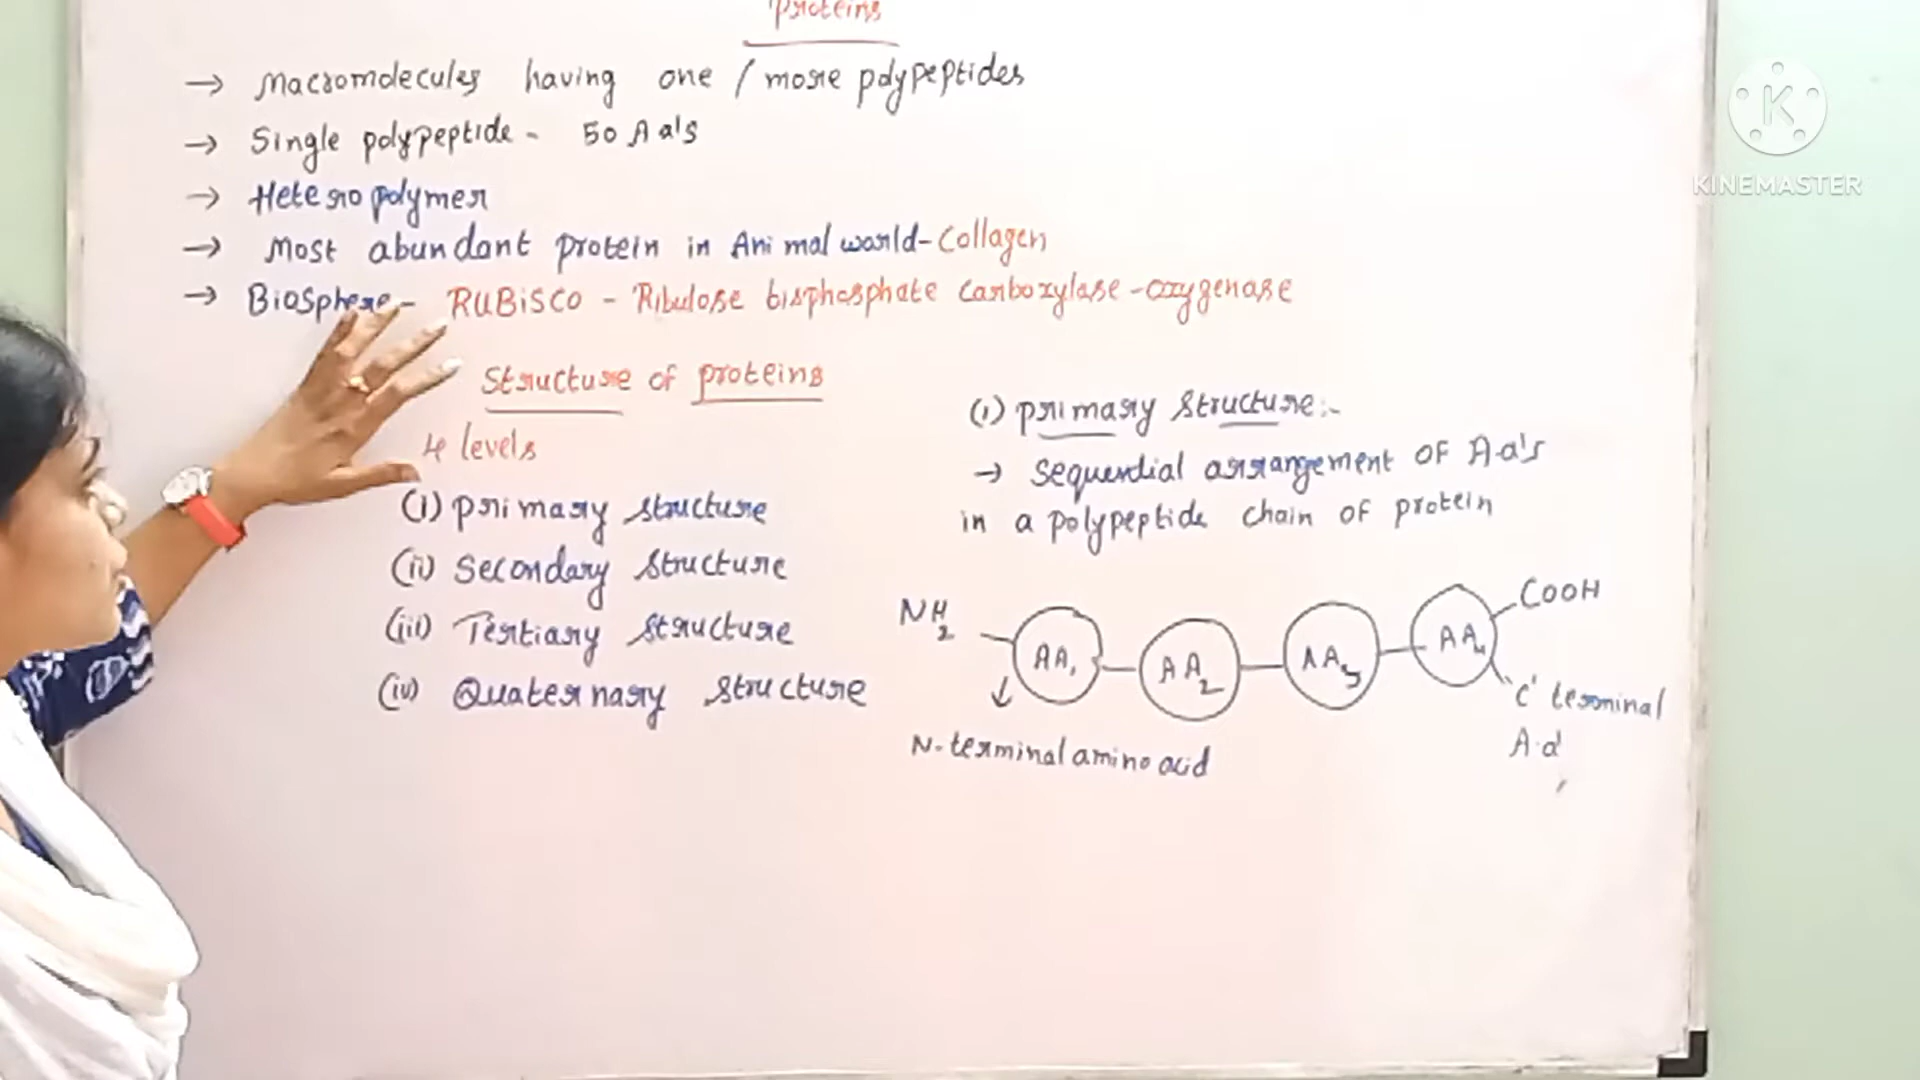 Proteins
→ Macromolecules having one / more polypeptides
→ Single polypeptide - 50 A a's
→ Heteropolymer
→ Most abundant protein in Animal world - Collagen
→ Biosphere - RUBISCO - Ribulose bisphosphate carboxylase - oxygenase
Structure of proteins
4 levels
(i) primary structure
(ii) Secondary structure
(iii) Tertiary structure
(iv) Quaternary structure
(i) primary structure :-
→ sequential arrangement OF A.a's
in a polypeptide chain of protein
NH2
AA1
AA2
AA3
AA4
COOH
N-terminal amino acid
'C' terminal
A.a
K
KINEMASTER